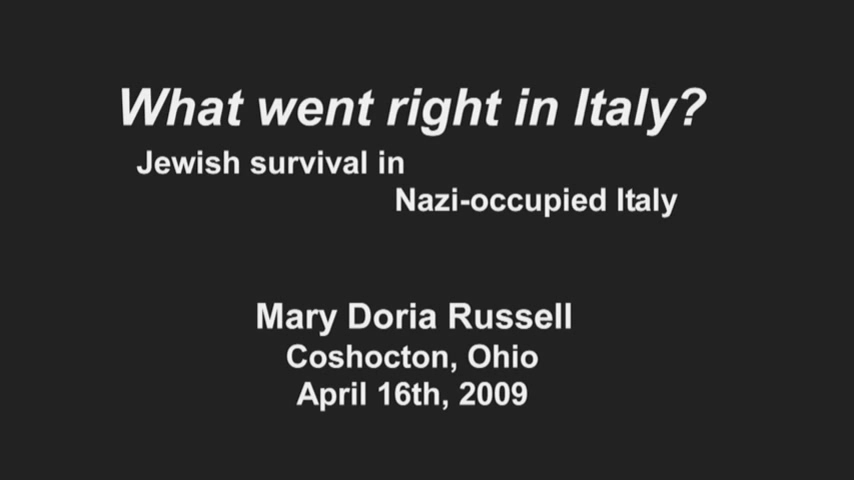 What went right in Italy?
Jewish survival in
Nazi-occupied Italy
Mary Doria Russell
Coshocton, Ohio
April 16th, 2009